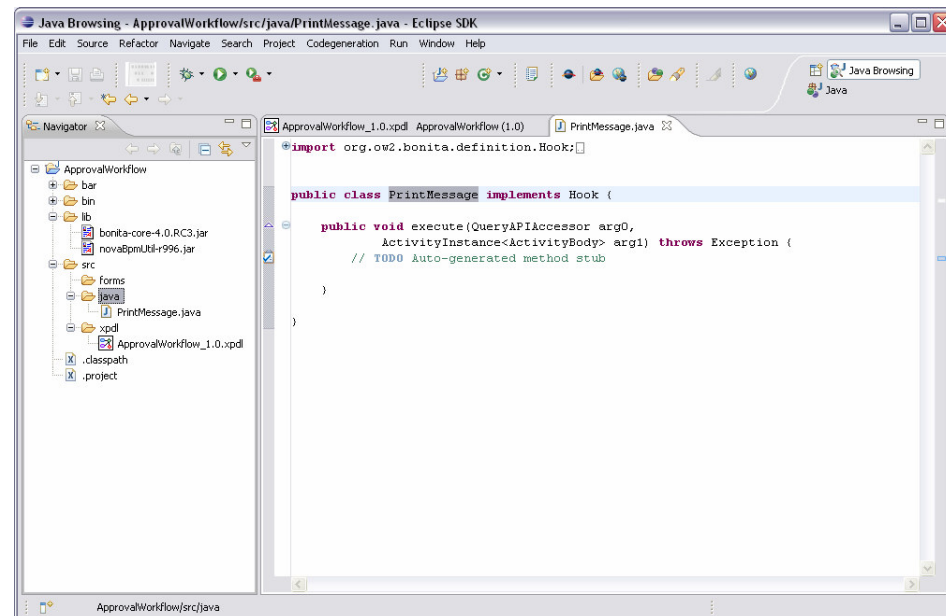 Java Browsing - ApprovalWorkflow/src/java/PrintMessage.java - Eclipse SDK
File Edit Source Refactor Navigate Search Project Codegeneration Run Window Help
Java Browsing
Java
Navigator
ApprovalWorkflow_1.0.xpdl ApprovalWorkflow (1.0)
PrintMessage.java
ApprovalWorkflow
bar
bin
lib
bonita-core-4.0.RC3.jar
novaBpmUtil-r996.jar
src
forms
java
PrintMessage.java
xpdl
ApprovalWorkflow_1.0.xpdl
.classpath
.project
import org.ow2.bonita.definition.Hook;
public class PrintMessage implements Hook {
public void execute(QueryAPIAccessor arg0,
ActivityInstance<ActivityBody> arg1) throws Exception {
// TODO Auto-generated method stub
}
}
ApprovalWorkflow/src/java